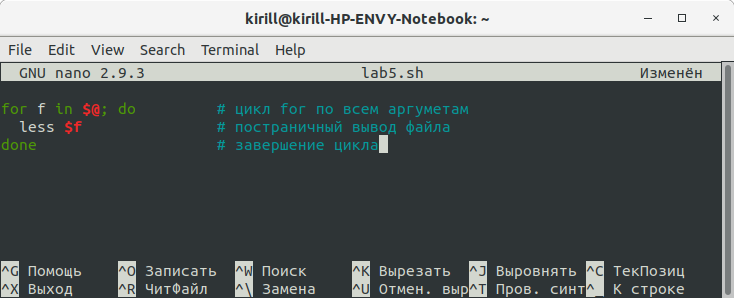 kirill@kirill-HP-ENVY-Notebook: ~
File Edit View Search Terminal Help
GNU nano 2.9.3 lab5.sh Изменён
for f in $@; do # цикл for по всем аргуметам
less $f # постраничный вывод файла
done # завершение цикла
^G Помощь ^O Записать ^W Поиск ^K Вырезать ^J Выровнять ^C ТекПозиц
^X Выход ^R ЧитФайл ^\ Замена ^U Отмен. выр^T Пров. синт^_ К строке